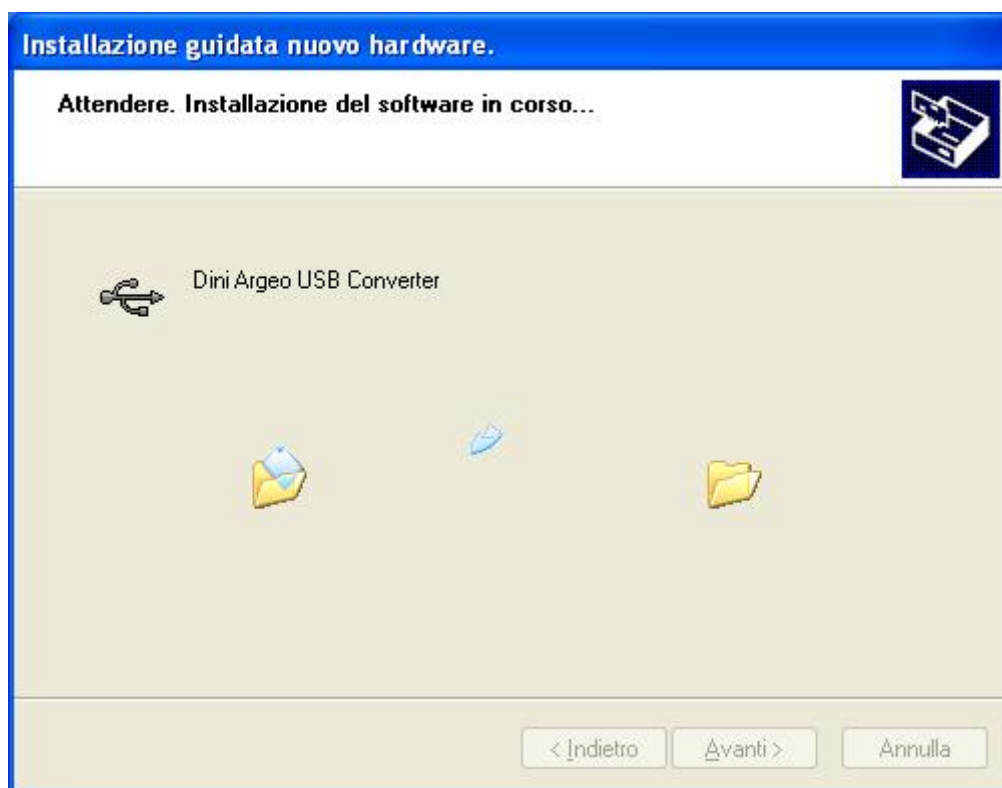 Installazione guidata nuovo hardware.
Attendere. Installazione del software in corso...
Dini Argeo USB Converter
< Indietro
Avanti >
Annulla